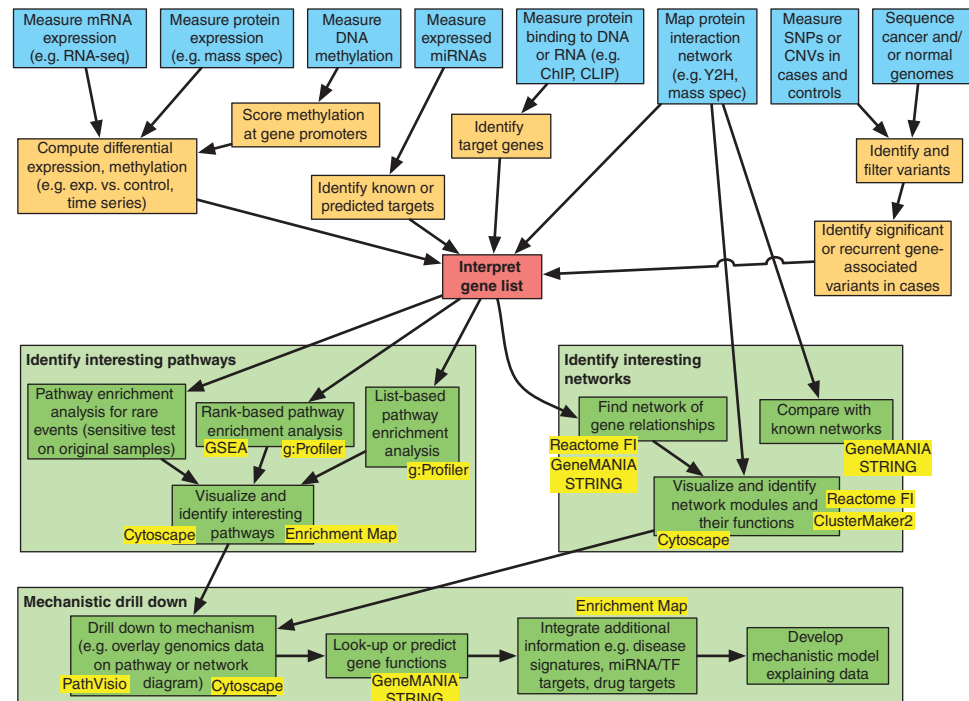 Measure mRNA
expression
(e.g. RNA-seq)
Measure protein
expression
(e.g. mass spec)
Measure
DNA
methylation
Measure
expressed
miRNAs
Measure protein
binding to DNA
or RNA (e.g.
ChIP, CLIP)
Map protein
interaction
network
(e.g. Y2H,
mass spec)
Measure
SNPs or
CNVs in
cases and
controls
Sequence
cancer and/
or normal
genomes
Score methylation
at gene promoters
Compute differential
expression, methylation
(e.g. exp. vs. control,
time series)
Identify known or
predicted targets
Identify
target genes
Identify and
filter variants
Identify significant
or recurrent gene-
associated
variants in cases
Interpret
gene list
Identify interesting pathways
Pathway enrichment
analysis for rare
events (sensitive test
on original samples)
Rank-based pathway
enrichment analysis
GSEA
g:Profiler
List-based
pathway
enrichment
analysis
g:Profiler
Visualize and
identify interesting
pathways
Cytoscape
Enrichment Map
Identify interesting
networks
Find network of
gene relationships
Reactome FI
GeneMANIA
STRING
Compare with
known networks
GeneMANIA
STRING
Visualize and identify
network modules and
their functions
Reactome FI
ClusterMaker2
Cytoscape
Mechanistic drill down
Drill down to mechanism
(e.g. overlay genomics data
on pathway or network
diagram)
PathVisio
Cytoscape
Look-up or predict
gene functions
GeneMANIA
STRING
Enrichment Map
Integrate additional
information e.g. disease
signatures, miRNA/TF
targets, drug targets
Develop
mechanistic model
explaining data